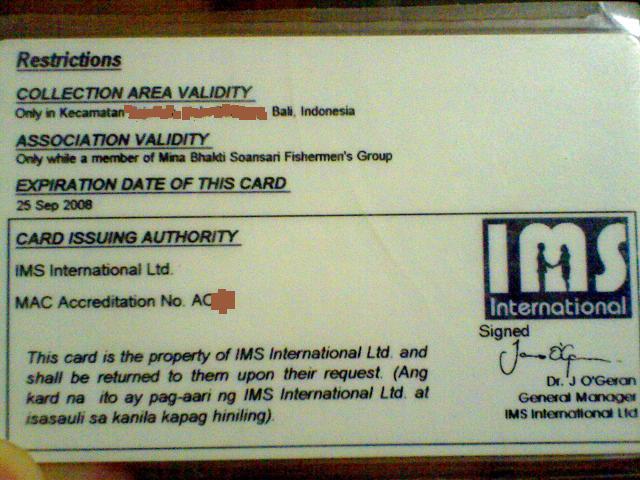 Restrictions
COLLECTION AREA VALIDITY
Only in Kecamatan Bali, Indonesia
ASSOCIATION VALIDITY
Only while a member of Mina Bhakti Soansari Fishermen's Group
EXPIRATION DATE OF THIS CARD
25 Sep 2008
CARD ISSUING AUTHORITY
IMS International Ltd.
MAC Accreditation No. AC
This card is the property of IMS International Ltd. and
shall be returned to them upon their request. (Ang
kard na ito ay pag-aari ng IMS International Ltd. at
isasauli sa kanila kapag hiniling).
IMS
International
Signed
Dr. J O'Geran
General Manager
IMS International Ltd